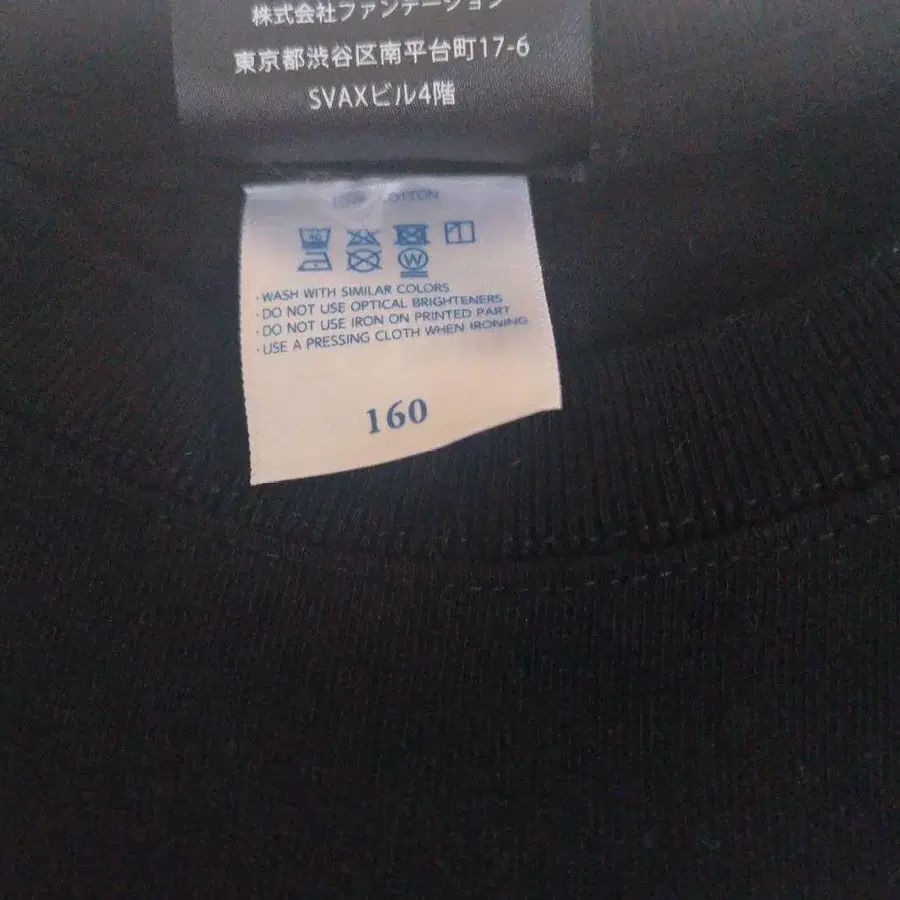 株式会社ファンテーション
東京都渋谷区南平台町17-6
SVAXビル4階
COTTON
40
W
· WASH WITH SIMILAR COLORS
· DO NOT USE OPTICAL BRIGHTENERS
· DO NOT USE IRON ON PRINTED PART
· USE A PRESSING CLOTH WHEN IRONING
160